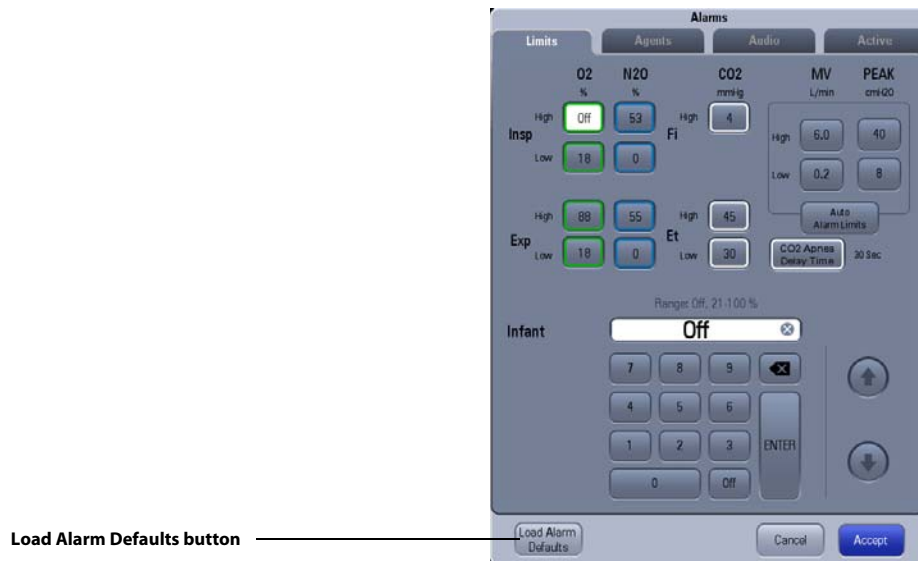 Alarms
Limits Agents Audio Active
O2 N2O CO2 MV PEAK
% % mmHg L/min cmH20
Insp High Off 53 Fi High 4 High 6.0 40
Low 18 0 Low 0.2 8
Auto
Alarm Limits
Exp High 88 55 Et High 45
Low 18 0 Low 30
CO2 Apnea
Delay Time 30 Sec
Range: Off, 21-100 %
Infant Off
7 8 9
4 5 6
1 2 3 ENTER
0 Off
Load Alarm Defaults button
Load Alarm
Defaults Cancel Accept